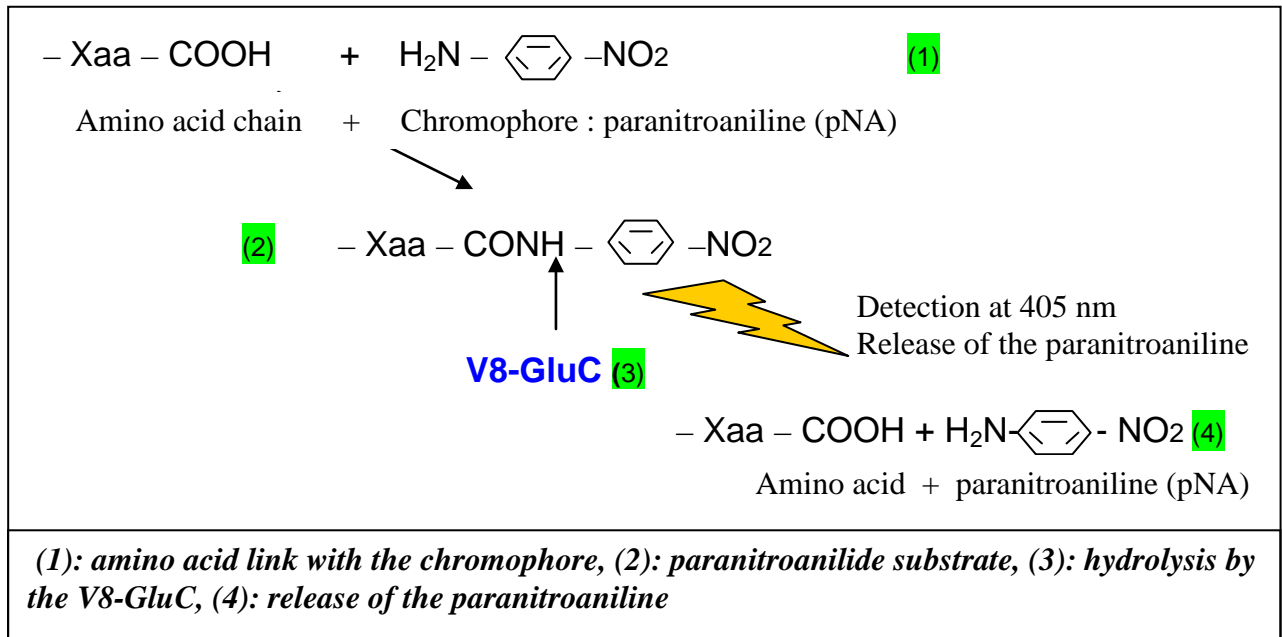 – Xaa – COOH + H₂N – –NO2 (1)
Amino acid chain + Chromophore : paranitroaniline (pNA)
(2) – Xaa – CONH – –NO2
Detection at 405 nm
Release of the paranitroaniline
V8-GluC (3)
– Xaa – COOH + H₂N- - NO2 (4)
Amino acid + paranitroaniline (pNA)
(1): amino acid link with the chromophore, (2): paranitroanilide substrate, (3): hydrolysis by
the V8-GluC, (4): release of the paranitroaniline